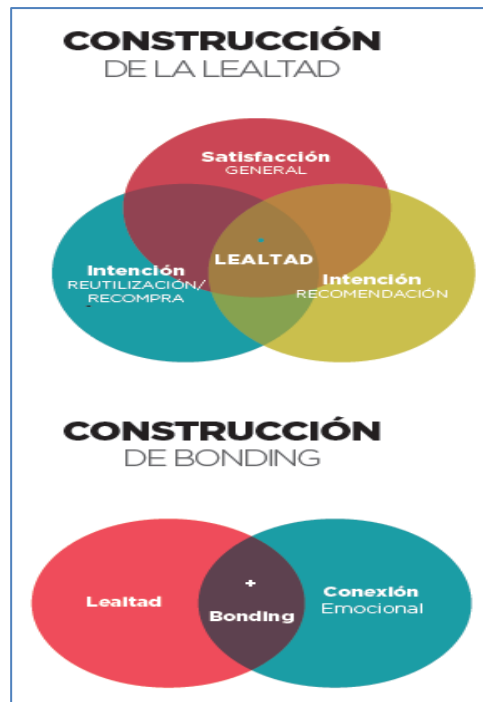 CONSTRUCCIÓN
DE LA LEALTAD
Satisfacción
GENERAL
LEALTAD
Intención
REUTILIZACIÓN/
RECOMPRA
Intención
RECOMENDACIÓN
CONSTRUCCIÓN
DE BONDING
Lealtad
+
Bonding
Conexión
Emocional